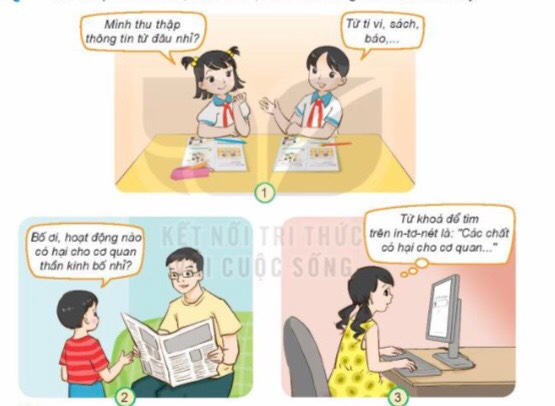 Mình thu thập
thông tin từ đâu nhỉ?
Từ ti vi, sách,
báo,...
1
KẾT NỐI TRI THỨC
CUỘC SỐNG
Bố ơi, hoạt động nào
có hại cho cơ quan
thần kinh bố nhỉ?
2
Từ khoá để tìm
trên in-tơ-nét là: "Các chất
có hại cho cơ quan..."
3